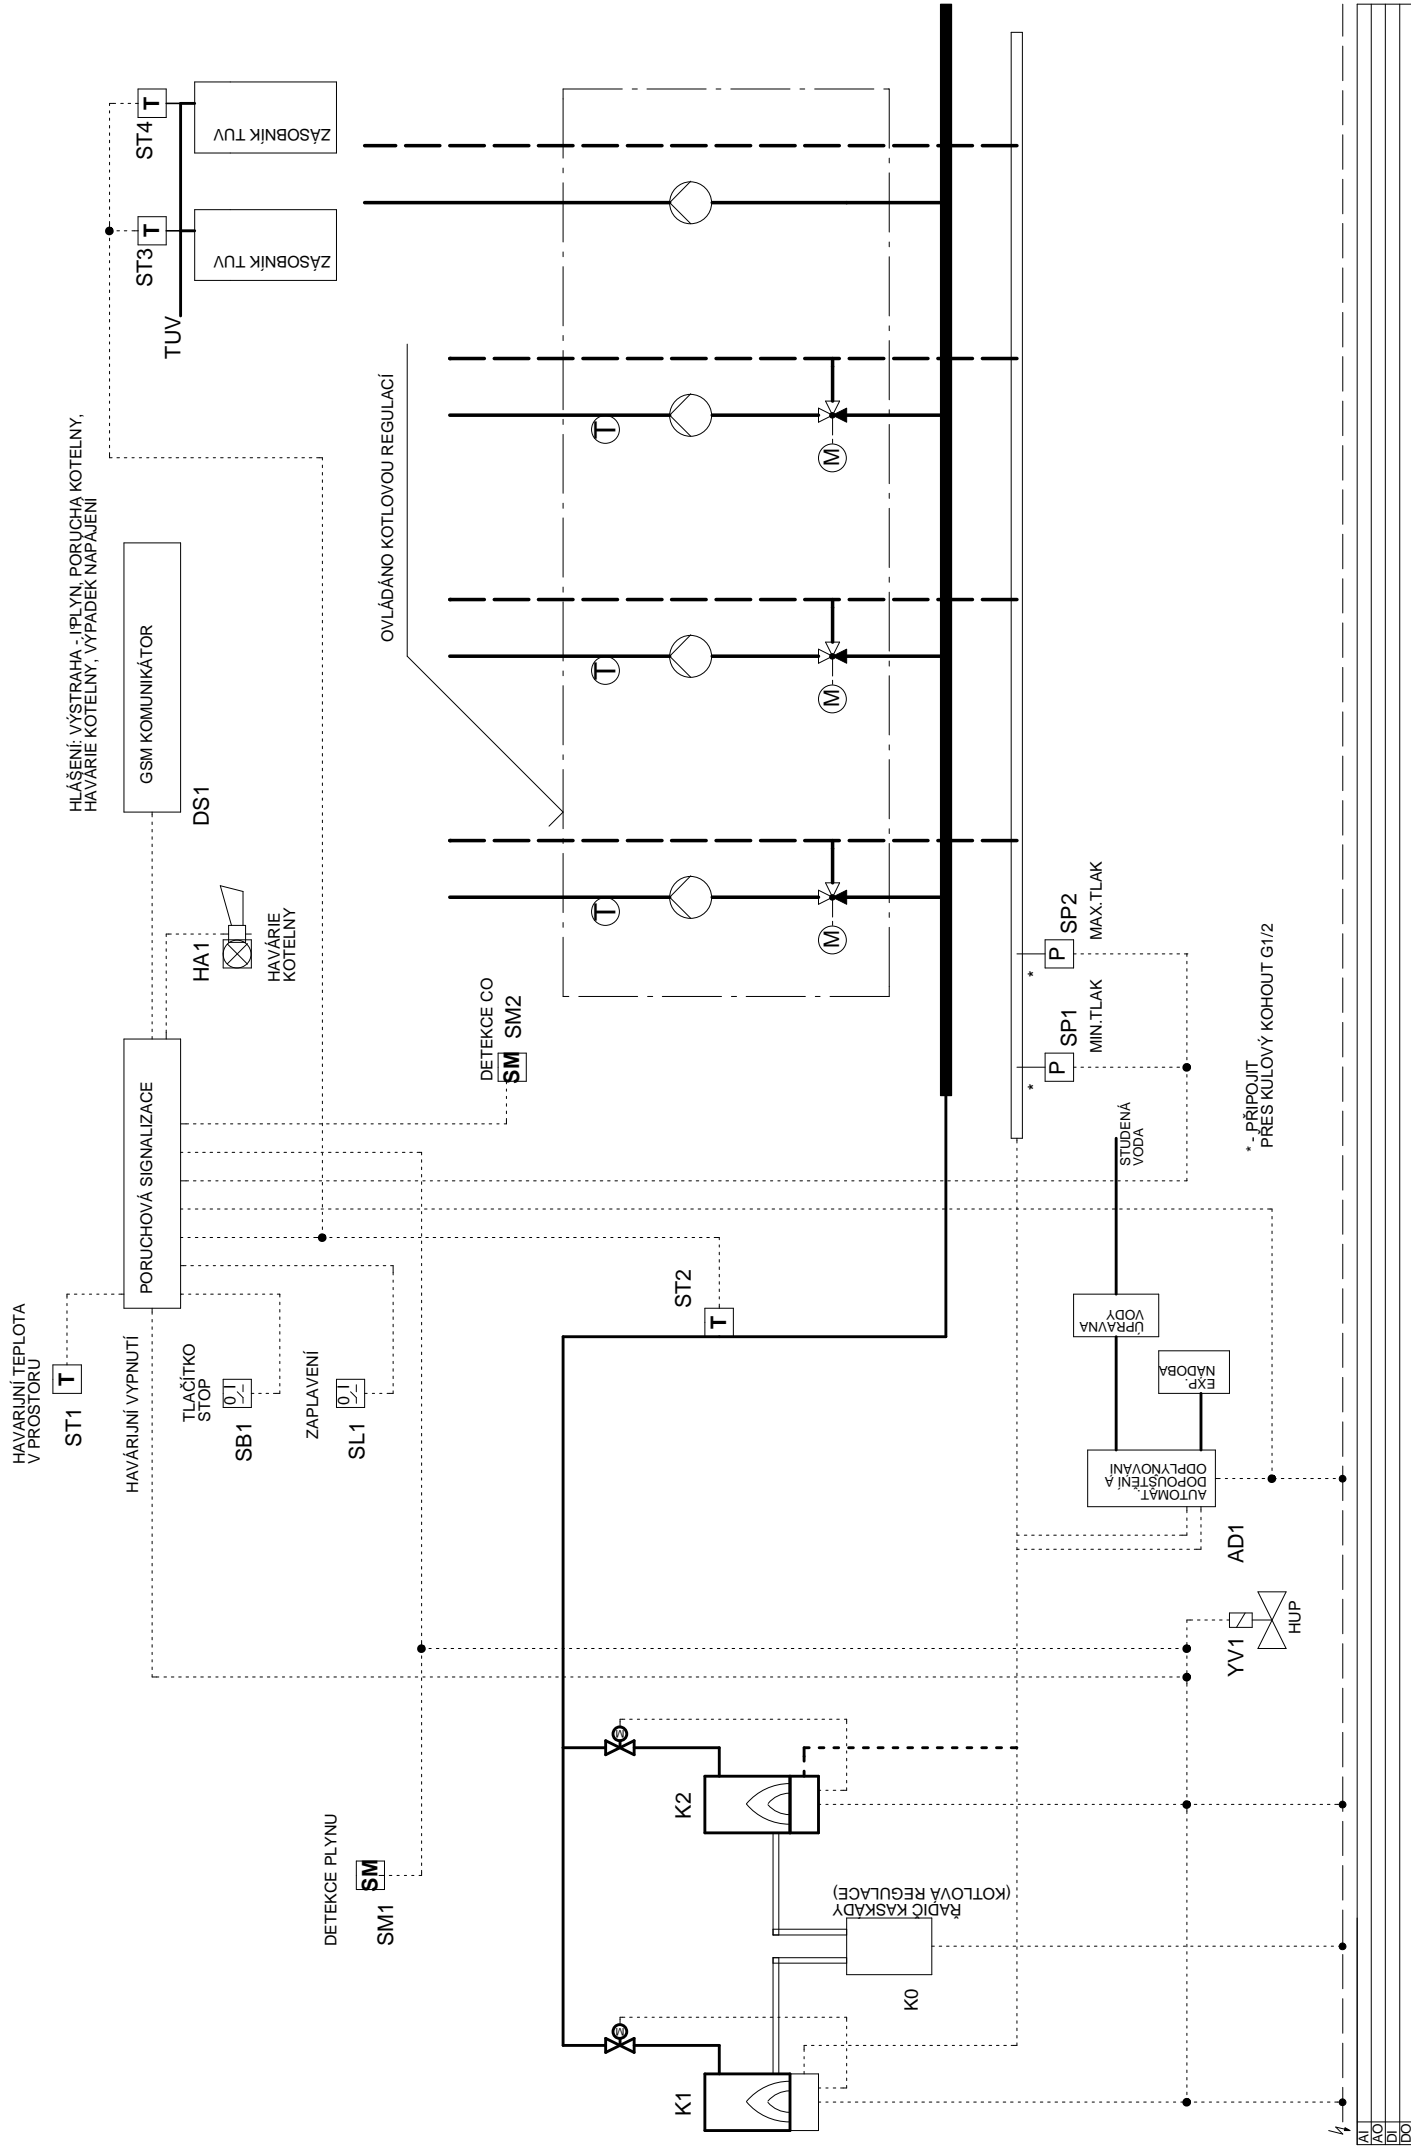 HAVARIJNÍ TEPLOTA
V PROSTORU
T
ST1
HAVÁRIJNÍ VYPNUTÍ
TLAČÍTKO
STOP
SB1
ZAPLAVENÍ
SL1
PORUCHOVÁ SIGNALIZACE
HA1
HAVÁRIE
KOTELNY
GSM KOMUNIKÁTOR
DS1
HLÁŠENÍ: VÝSTRAHA - I°PLYN, PORUCHA KOTELNY,
HAVÁRIE KOTELNY, VÝPADEK NAPÁJENÍ
ST3
T
ST4
T
TUV
ZÁSOBNÍK TUV
ZÁSOBNÍK TUV
OVLÁDÁNO KOTLOVOU REGULACÍ
DETEKCE CO
SM
SM2
T
T
T
M
M
M
DETEKCE PLYNU
SM
SM1
ST2
T
M
M
K1
K2
K0
ŘADIČ KASKÁDY
(KOTLOVÁ REGULACE)
*
P
SP1
MIN.TLAK
*
P
SP2
MAX.TLAK
STUDENÁ
VODA
ÚPRAVNA
VODY
EXP.
NÁDOBA
AUTOMAT.
DOPOUŠTĚNÍ A
ODPLYŇOVÁNÍ
AD1
YV1
HUP
* - PŘIPOJIT
PŘES KULOVÝ KOHOUT G1/2
AI
AO
DI
DO